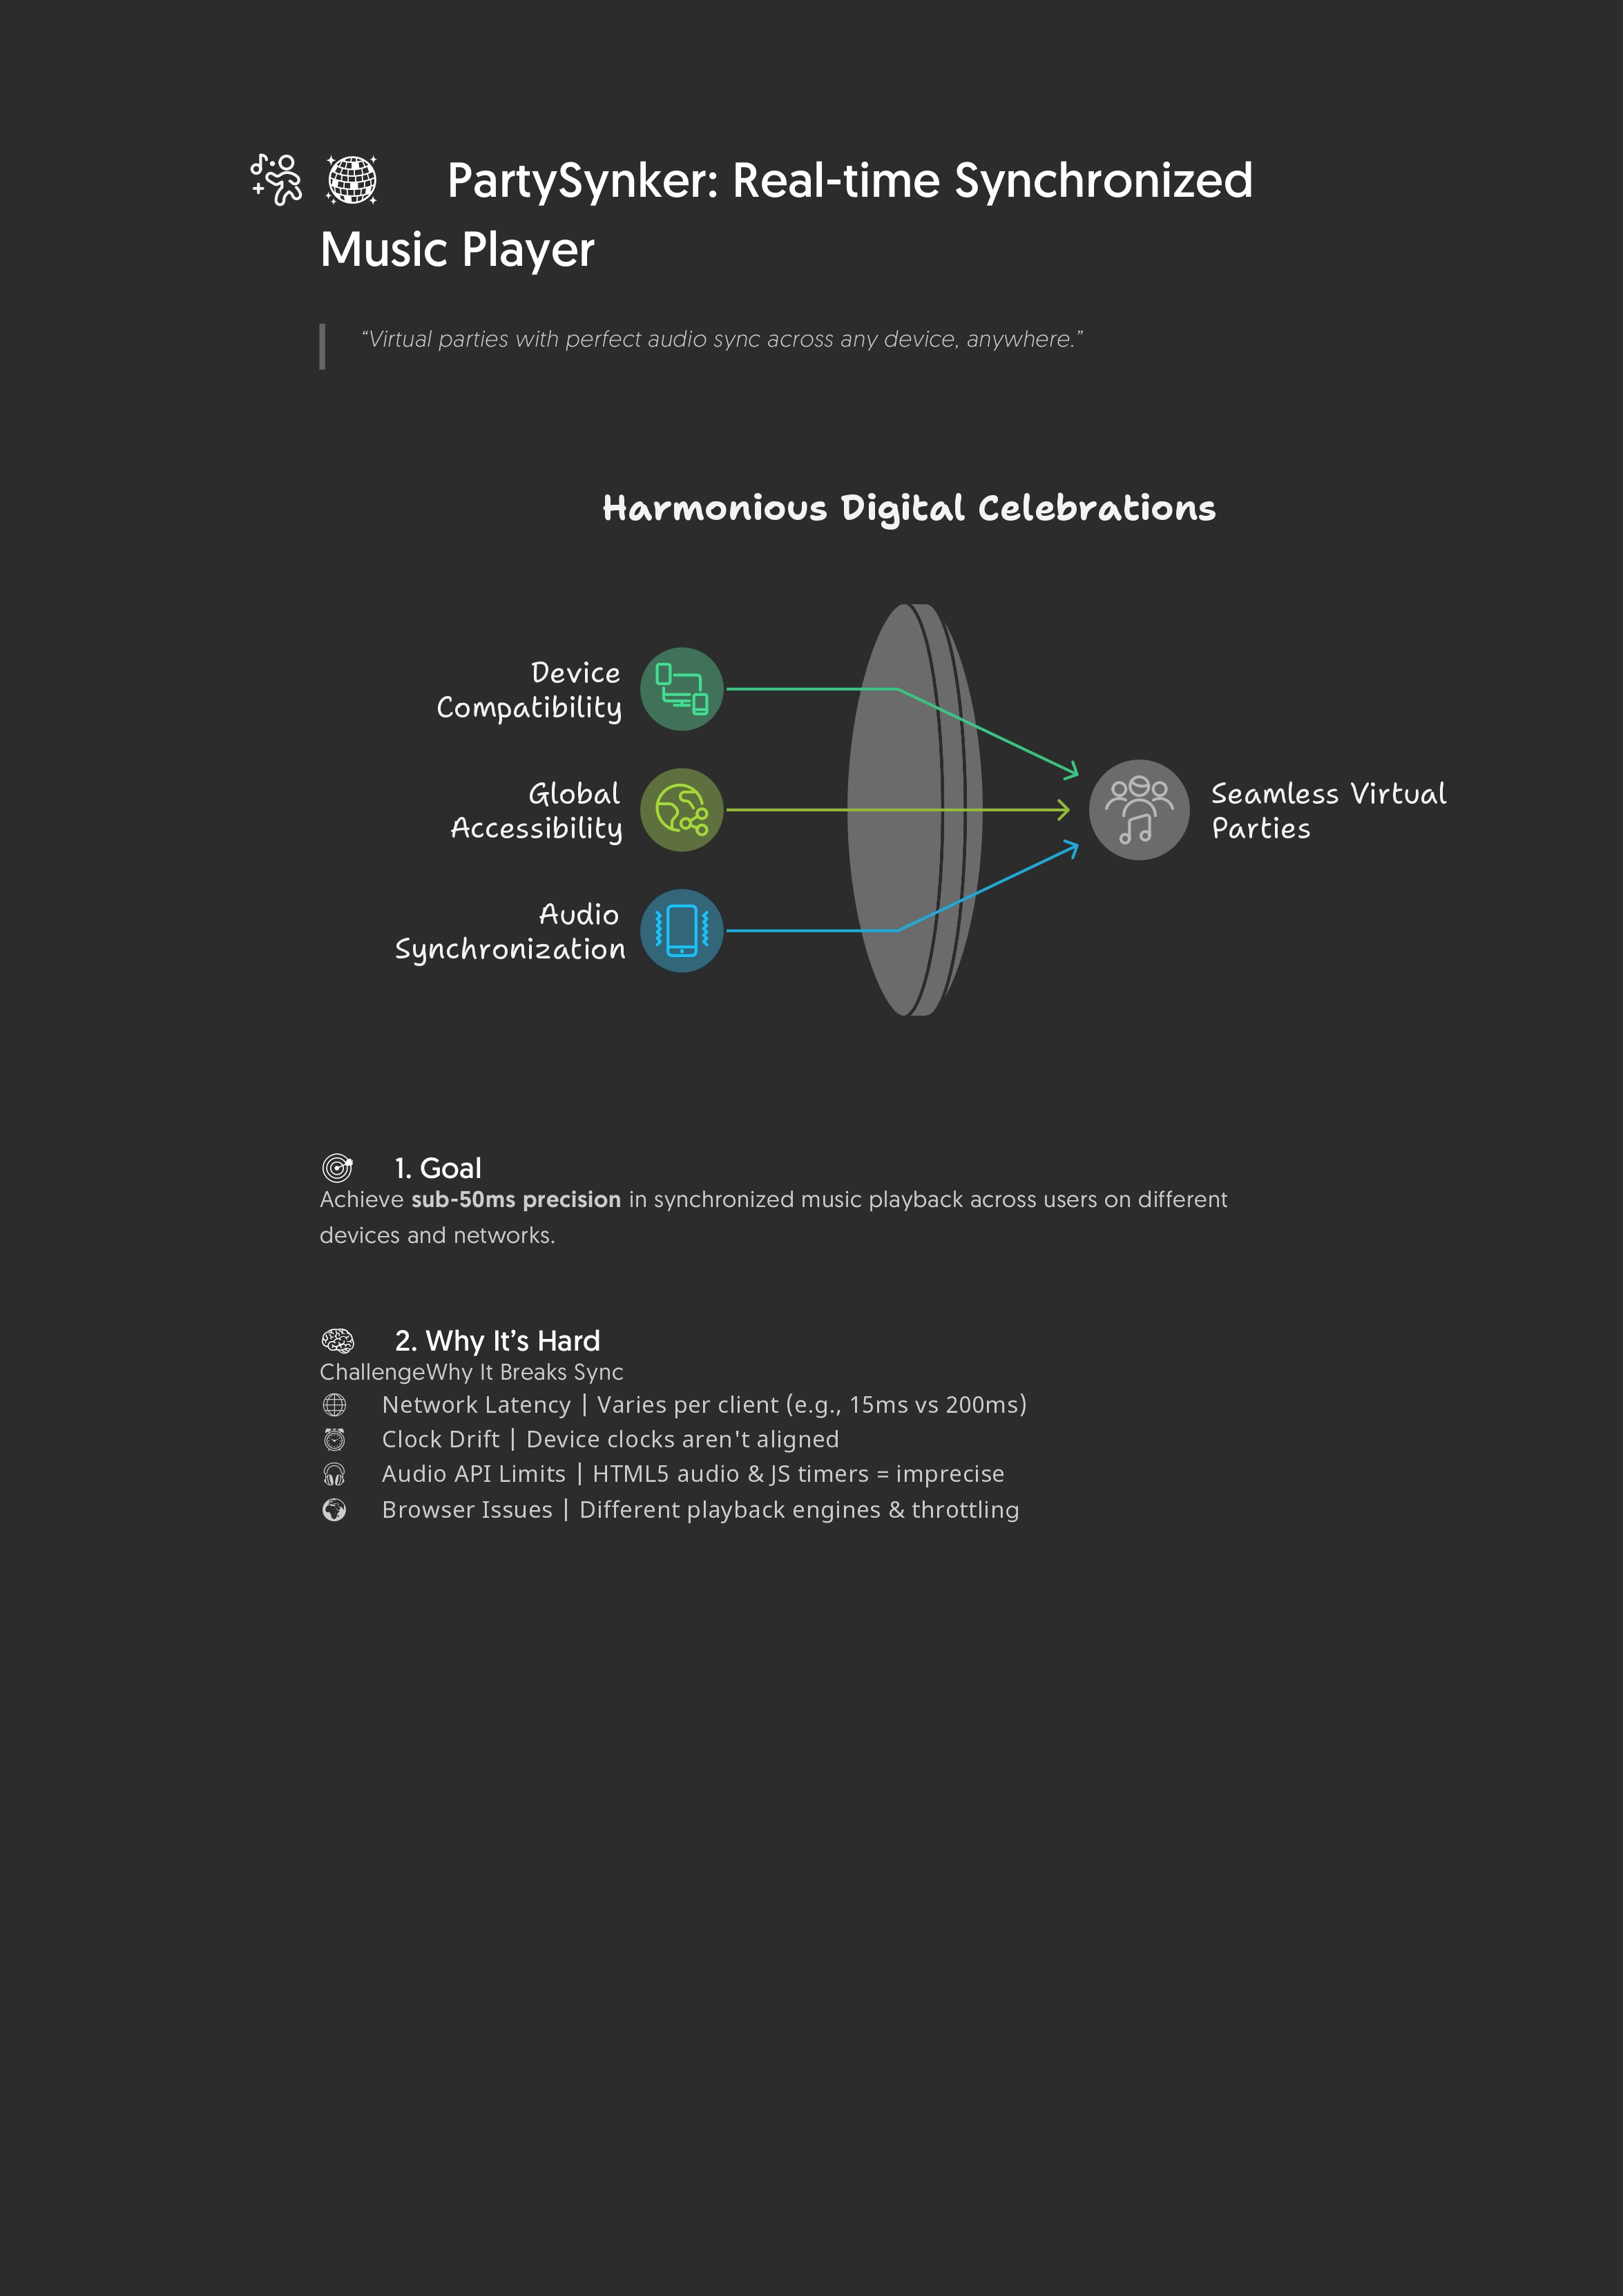 PartySynker: Real-time Synchronized
Music Player
“Virtual parties with perfect audio sync across any device, anywhere.”
Harmonious Digital Celebrations
Device
Compatibility
Global
Accessibility
Audio
Synchronization
Seamless Virtual
Parties
1. Goal
Achieve sub-50ms precision in synchronized music playback across users on different
devices and networks.
2. Why It’s Hard
ChallengeWhy It Breaks Sync
Network Latency | Varies per client (e.g., 15ms vs 200ms)
Clock Drift | Device clocks aren't aligned
Audio API Limits | HTML5 audio & JS timers = imprecise
Browser Issues | Different playback engines & throttling